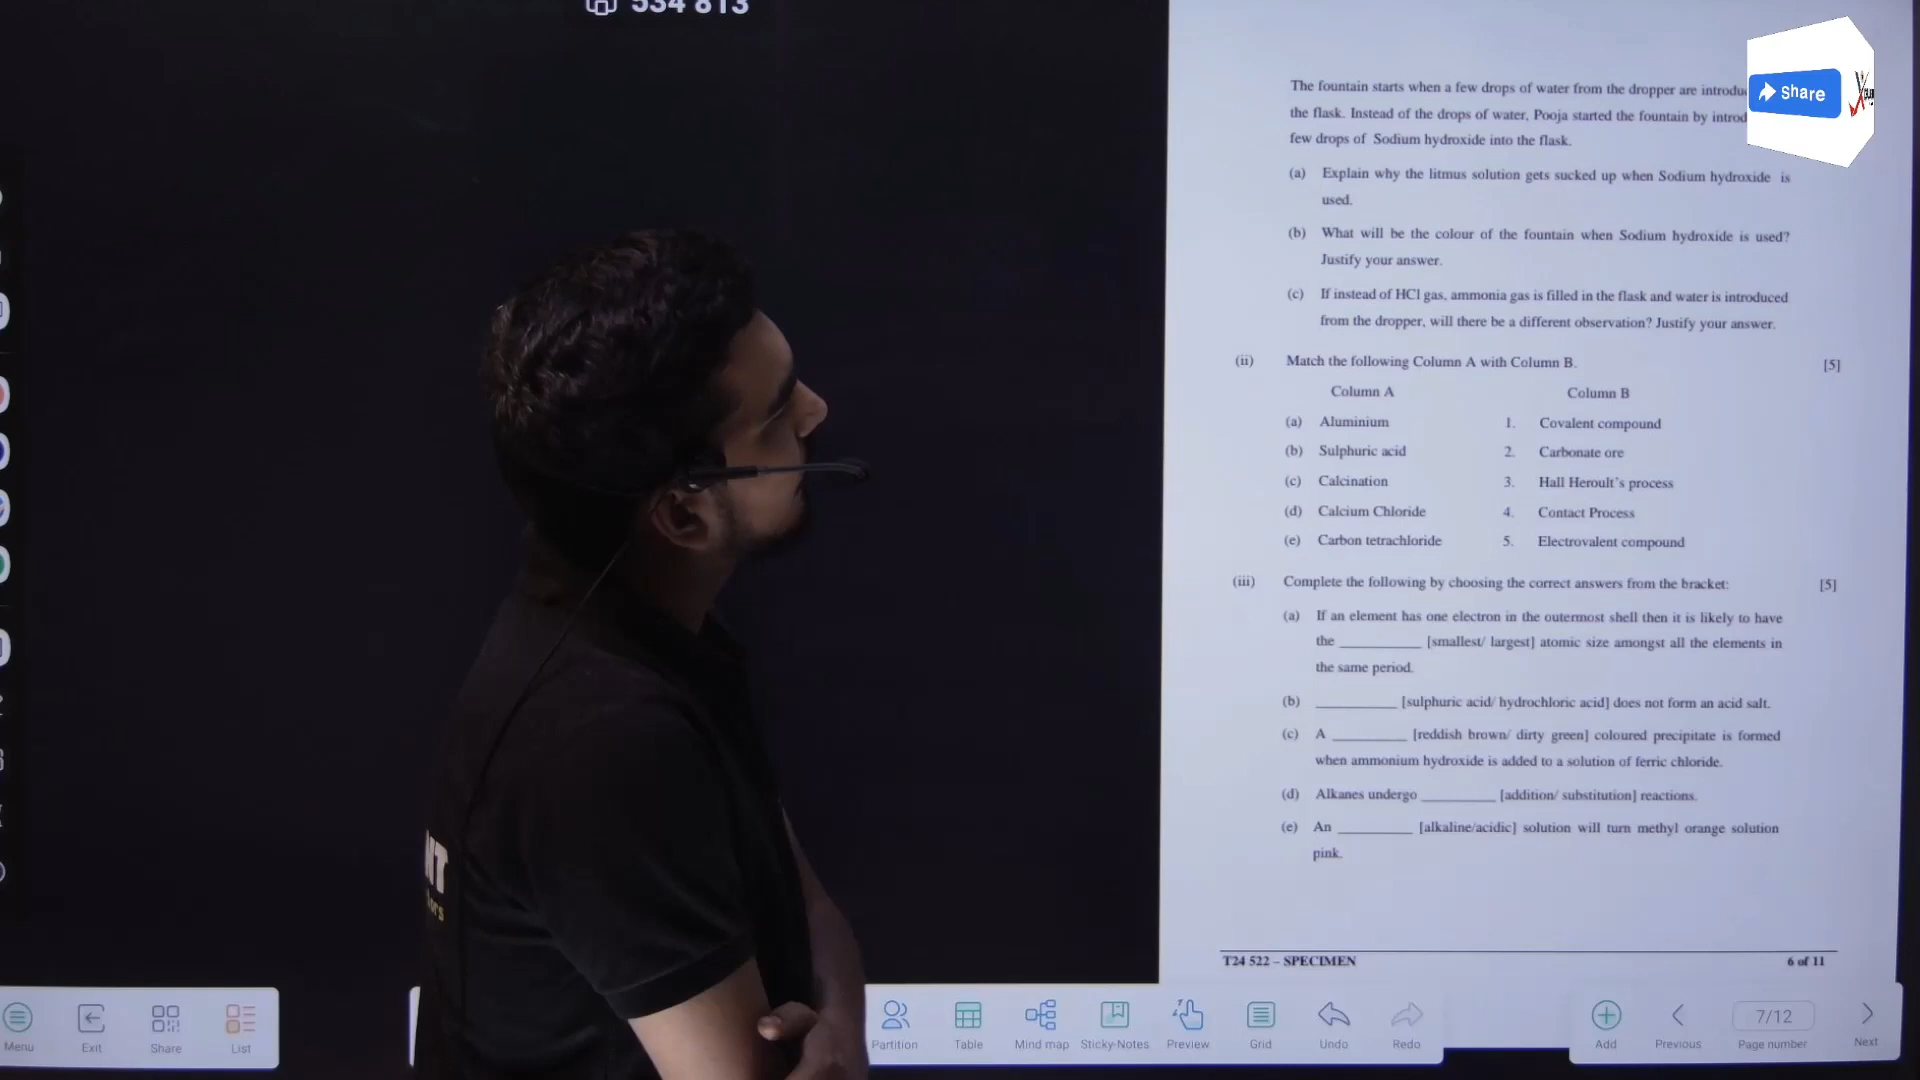 534 813
Share
The fountain starts when a few drops of water from the dropper are
the flask. Instead of the drops of water, Pooja started the fountain by
few drops of Sodium hydroxide into the flask.
(a) Explain why the litmus solution gets sucked up when Sodium hydroxide is
used.
(b) What will be the colour of the fountain when Sodium hydroxide is used?
Justify your answer.
(c) If instead of HCl gas, ammonia gas is filled in the flask and water is introduced
from the dropper, will there be a different observation? Justify your answer.
(ii) Match the following Column A with Column B. [5]
Column A Column B
(a) Aluminium 1. Covalent compound
(b) Sulphuric acid 2. Carbonate ore
(c) Calcination 3. Hall Heroult's process
(d) Calcium Chloride 4. Contact Process
(e) Carbon tetrachloride 5. Electrovalent compound
(iii) Complete the following by choosing the correct answers from the bracket: [5]
(a) If an element has one electron in the outermost shell then it is likely to have
the __________ [smallest/ largest] atomic size amongst all the elements in
the same period.
(b) __________ [sulphuric acid/ hydrochloric acid] does not form an acid salt.
(c) A _________ [reddish brown/ dirty green] coloured precipitate is formed
when ammonium hydroxide is added to a solution of ferric chloride.
(d) Alkanes undergo _________ [addition/ substitution] reactions.
(e) An _________ [alkaline/acidic] solution will turn methyl orange solution
pink.
T24 522 – SPECIMEN 6 of 11
Menu Exit Share List Partition Table Mind map Sticky-Notes Preview Grid Undo Redo Add Previous 7/12 Page number Next